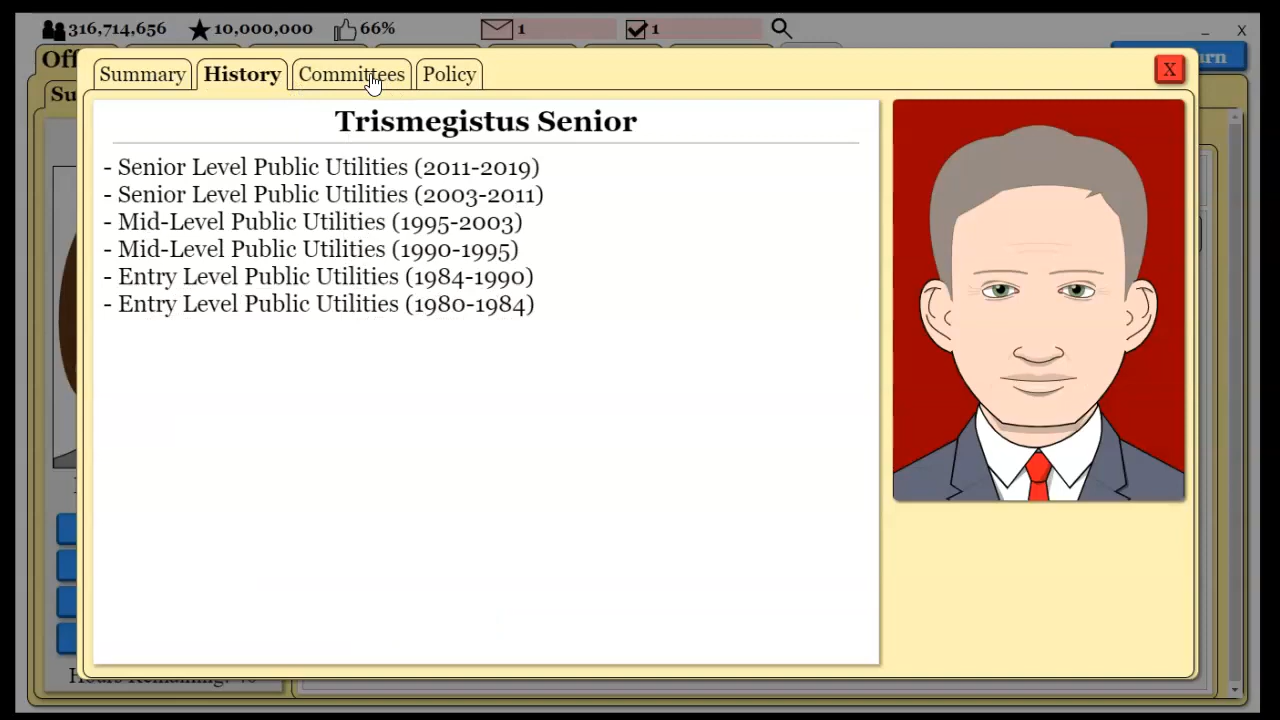 316,714,656 10,000,000 66% 1 1
_ X
Off
Su
Summary History Committees Policy X
Trismegistus Senior
- Senior Level Public Utilities (2011-2019)
- Senior Level Public Utilities (2003-2011)
- Mid-Level Public Utilities (1995-2003)
- Mid-Level Public Utilities (1990-1995)
- Entry Level Public Utilities (1984-1990)
- Entry Level Public Utilities (1980-1984)